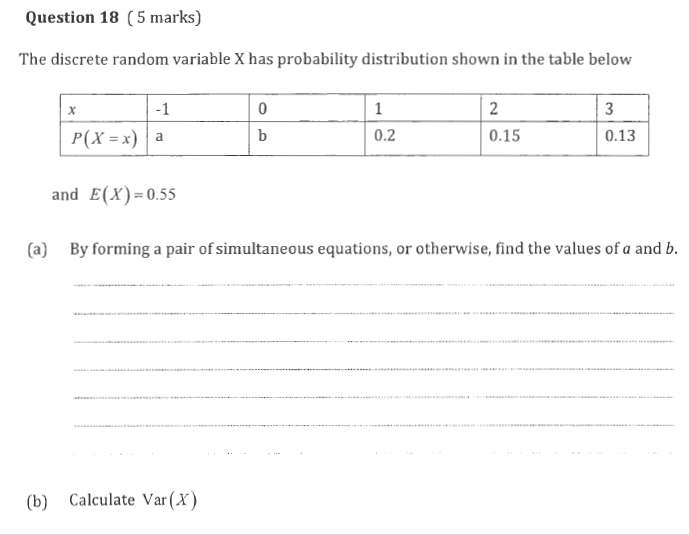 Question 18 ( 5 marks)
The discrete random variable X has probability distribution shown in the table below
x -1 0 1 2 3
P(X = x) a b 0.2 0.15 0.13
and E(X) = 0.55
(a) By forming a pair of simultaneous equations, or otherwise, find the values of a and b.
(b) Calculate Var(X)